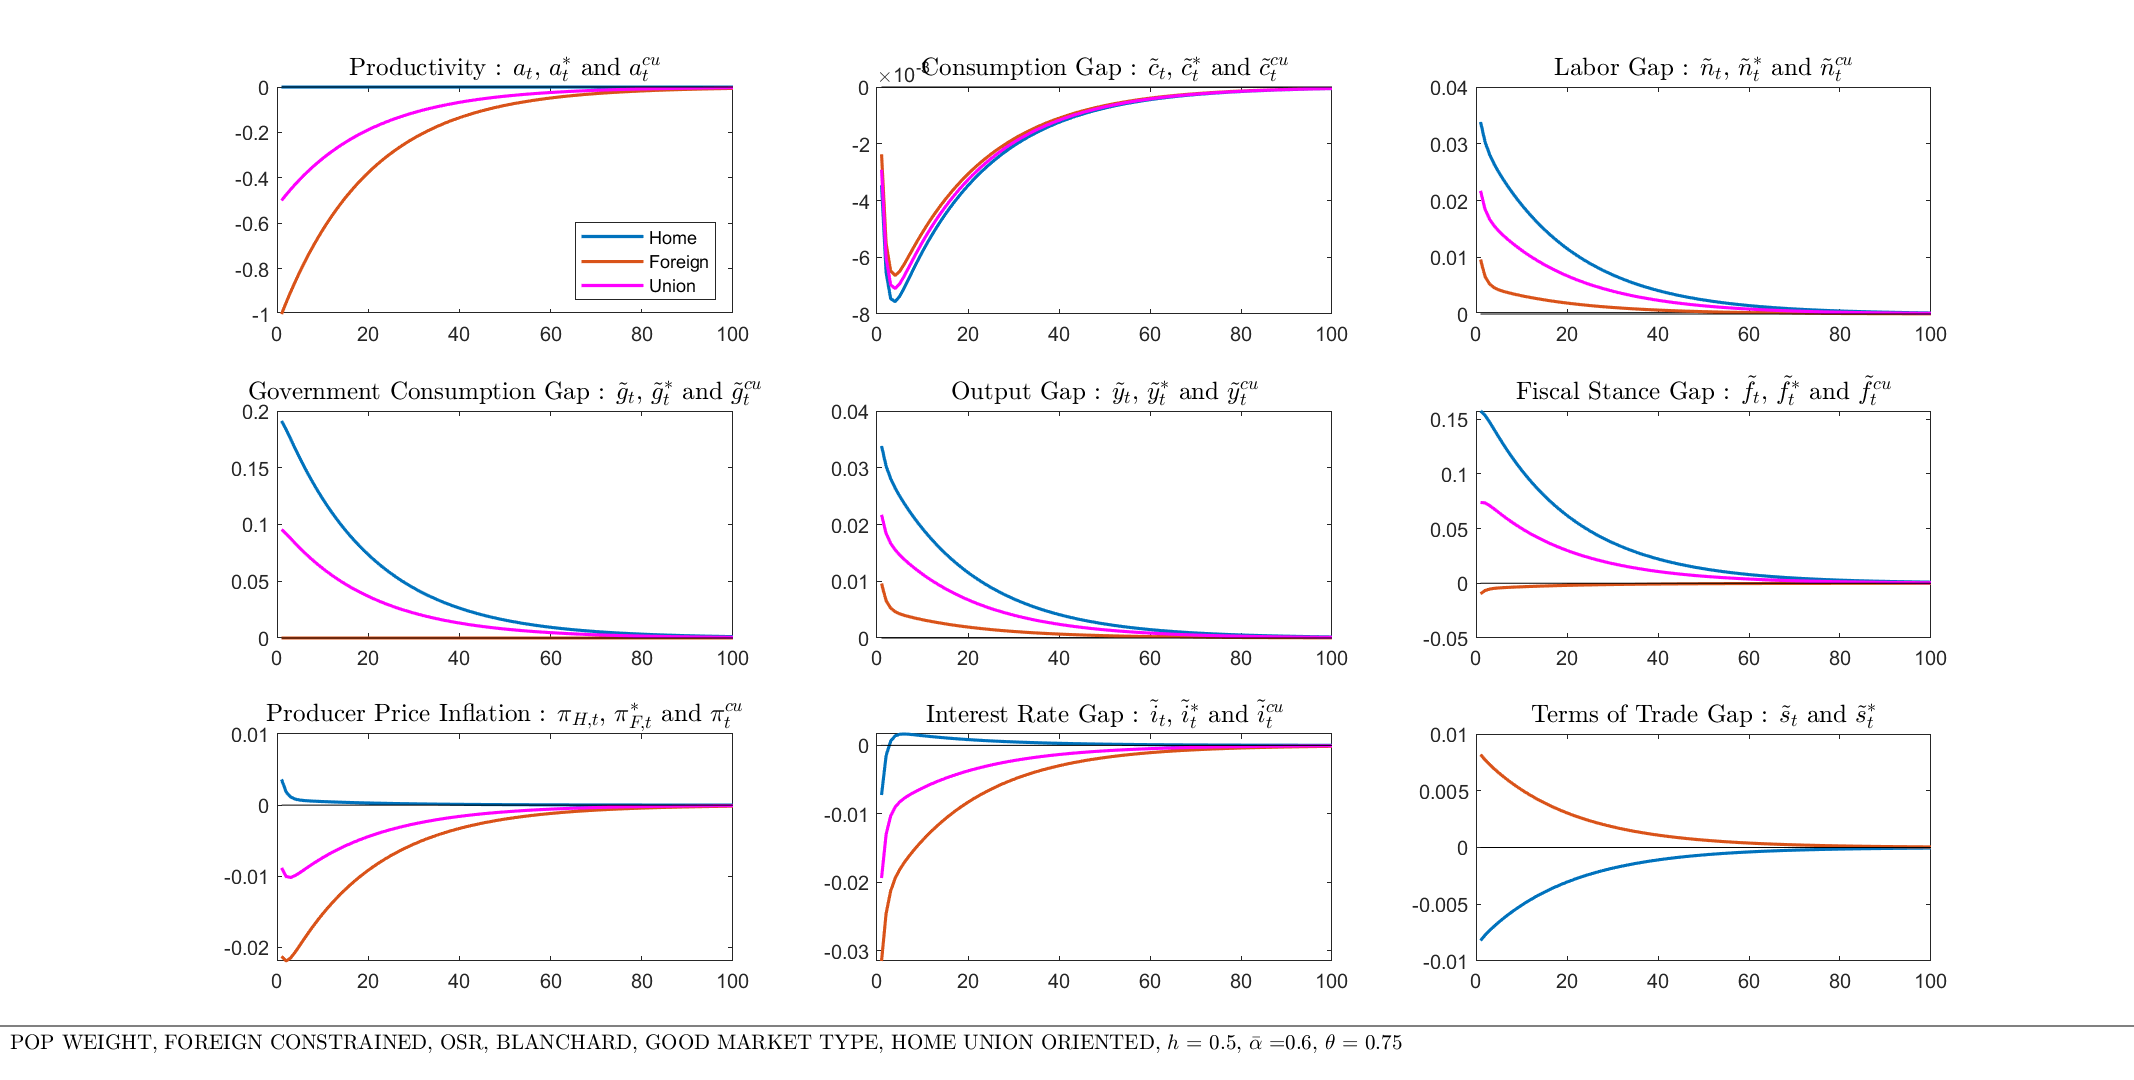 Productivity : a_t, a_t^* and a_t^{cu}
0
-0.2
-0.4
-0.6
-0.8
-1
0 20 40 60 80 100
Home
Foreign
Union
×10^{-3}
Consumption Gap : c̃_t, c̃_t^* and c̃_t^{cu}
0
-2
-4
-6
-8
0 20 40 60 80 100
Labor Gap : ñ_t, ñ_t^* and ñ_t^{cu}
0.04
0.03
0.02
0.01
0
0 20 40 60 80 100
Government Consumption Gap : g̃_t, g̃_t^* and g̃_t^{cu}
0.2
0.15
0.1
0.05
0
0 20 40 60 80 100
Output Gap : ỹ_t, ỹ_t^* and ỹ_t^{cu}
0.04
0.03
0.02
0.01
0
0 20 40 60 80 100
Fiscal Stance Gap : f̃_t, f̃_t^* and f̃_t^{cu}
0.15
0.1
0.05
0
-0.05
0 20 40 60 80 100
Producer Price Inflation : π_{H,t}, π_{F,t}^* and π_t^{cu}
0.01
0
-0.01
-0.02
0 20 40 60 80 100
Interest Rate Gap : ĩ_t, ĩ_t^* and ĩ_t^{cu}
0
-0.01
-0.02
-0.03
0 20 40 60 80 100
Terms of Trade Gap : s̃_t and s̃_t^*
0.01
0.005
0
-0.005
-0.01
0 20 40 60 80 100
POP WEIGHT, FOREIGN CONSTRAINED, OSR, BLANCHARD, GOOD MARKET TYPE, HOME UNION ORIENTED, h = 0.5, ᾱ =0.6, θ = 0.75